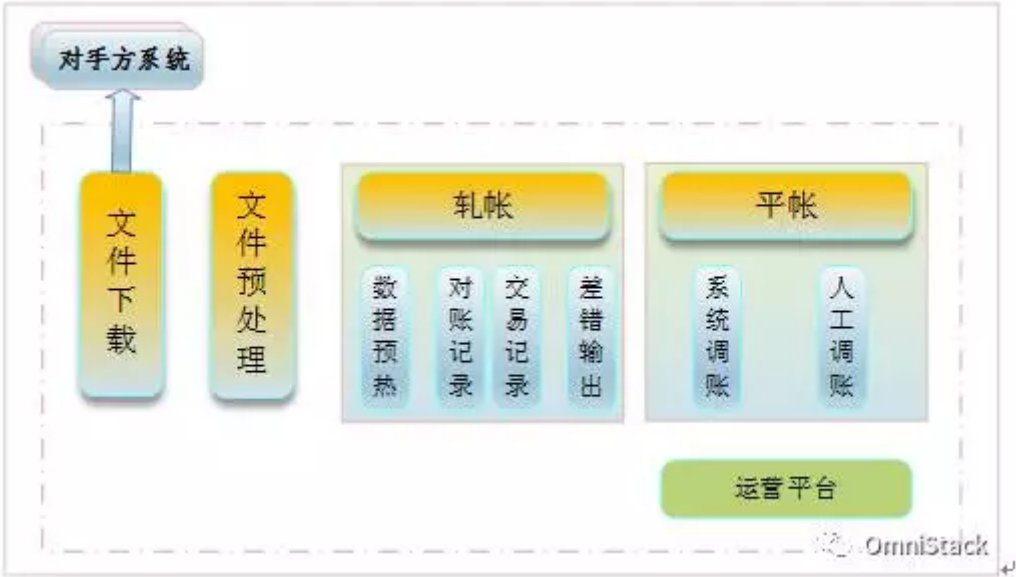 对手方系统
文件下载
文件预处理
轧帐
数据预热
对账记录
交易记录
差错输出
平帐
系统调账
人工调账
运营平台
OmniStack